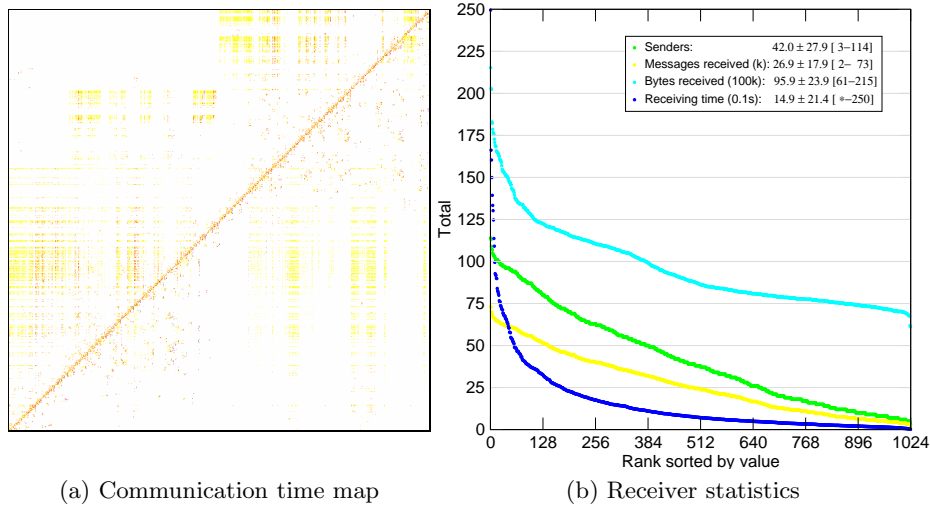 250
225
200
175
150
125
100
75
50
25
0
Total
Senders: 42.0 ± 27.9 [ 3–114]
Messages received (k): 26.9 ± 17.9 [ 2– 73]
Bytes received (100k): 95.9 ± 23.9 [61–215]
Receiving time (0.1s): 14.9 ± 21.4 [ *–250]
0 128 256 384 512 640 768 896 1024
Rank sorted by value
(a) Communication time map
(b) Receiver statistics